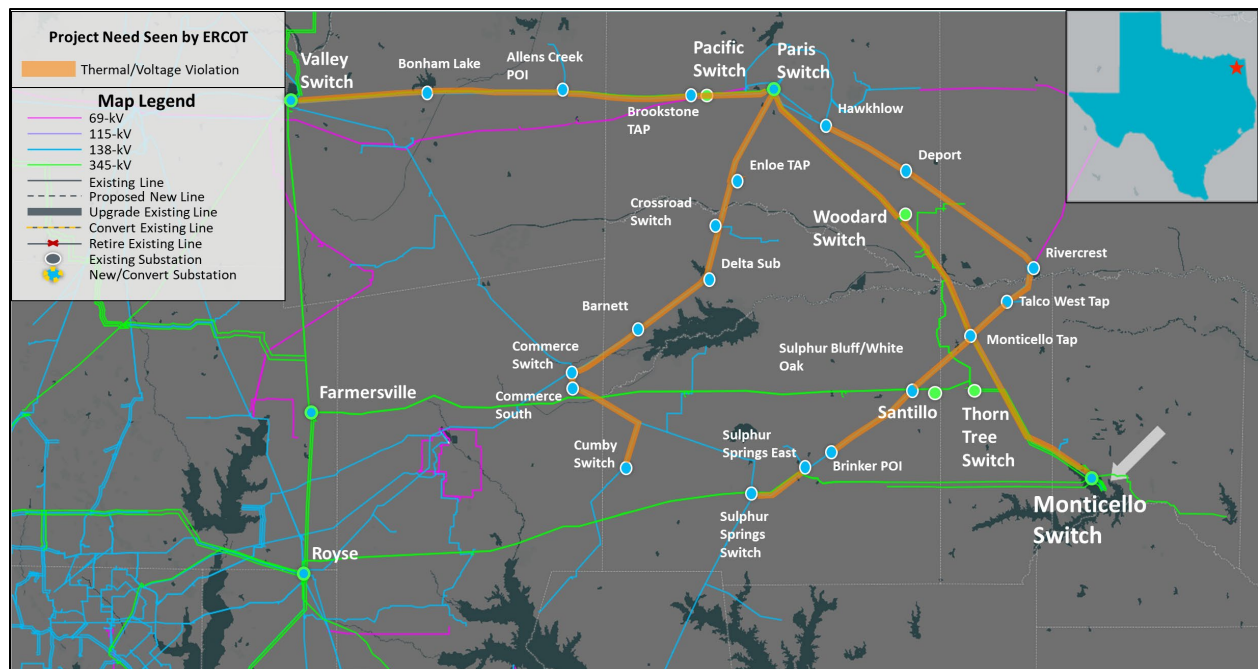 Project Need Seen by ERCOT
Thermal/Voltage Violation
Map Legend
69-kV
115-kV
138-kV
345-kV
Existing Line
Proposed New Line
Upgrade Existing Line
Convert Existing Line
Retire Existing Line
Existing Substation
New/Convert Substation
Valley
Switch
Bonham Lake
Allens Creek
POI
Pacific
Switch
Paris
Switch
Brookstone
TAP
Hawkhlow
Enloe TAP
Deport
Crossroad
Switch
Woodard
Switch
Delta Sub
Rivercrest
Talco West Tap
Barnett
Monticello Tap
Commerce
Switch
Sulphur Bluff/White
Oak
Commerce
South
Farmersville
Santillo
Thorn
Tree
Switch
Cumby
Switch
Sulphur
Springs East
Brinker POI
Sulphur
Springs
Switch
Monticello
Switch
Royse